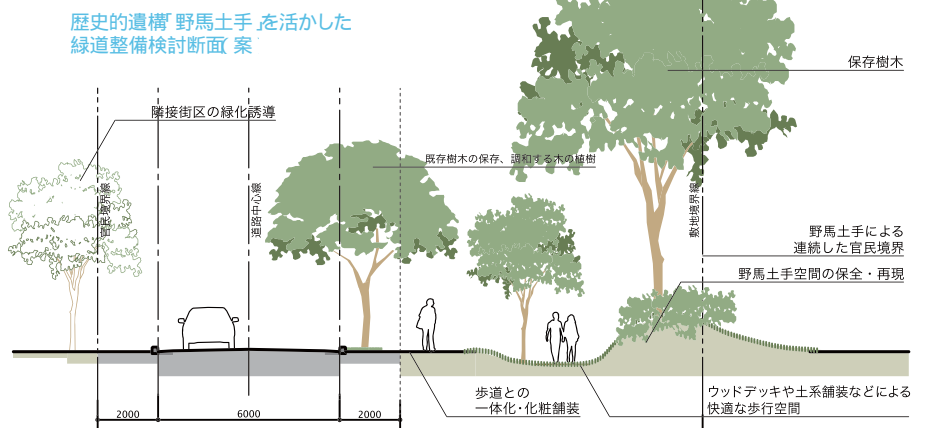 歴史的遺構「野馬土手」を活かした
緑道整備検討断面(案)
保存樹木
隣接街区の緑化誘導
既存樹木の保存、調和する木の植樹
官民境界線
道路中心線
敷地境界線
野馬土手による
連続した官民境界
野馬土手空間の保全・再現
歩道との
一体化・化粧舗装
ウッドデッキや土系舗装などによる
快適な歩行空間
2000
6000
2000